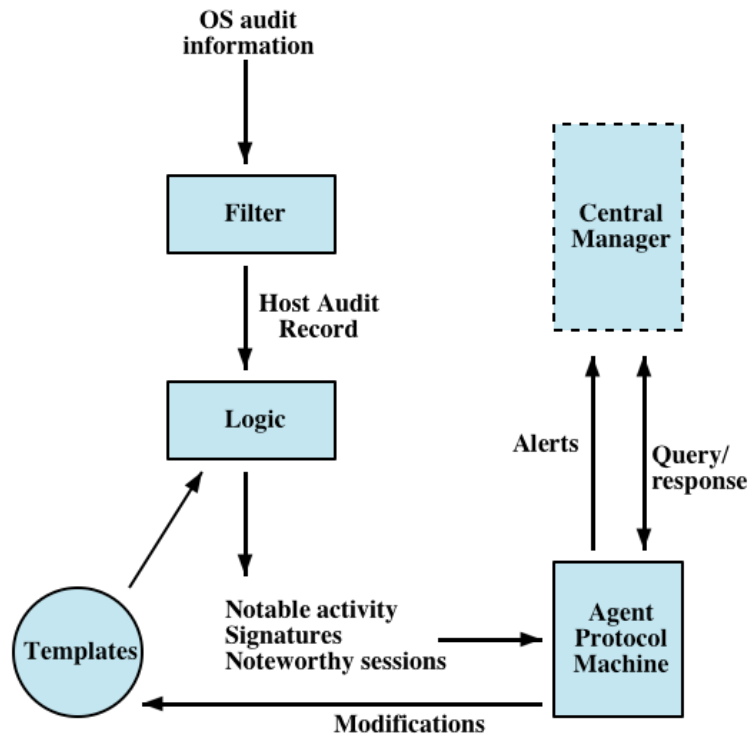 OS audit
information
Filter
Host Audit
Record
Logic
Central
Manager
Alerts
Query/
response
Templates
Notable activity
Signatures
Noteworthy sessions
Agent
Protocol
Machine
Modifications